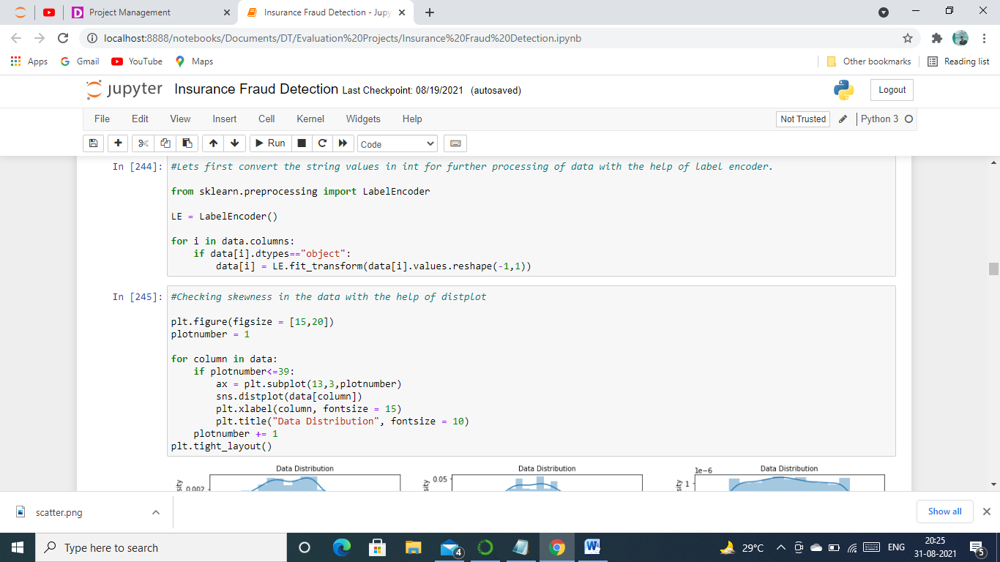 Project Management
Insurance Fraud Detection - Jupy
localhost:8888/notebooks/Documents/DT/Evaluation%20Projects/Insurance%20Fraud%20Detection.ipynb
Apps Gmail YouTube Maps Other bookmarks Reading list
jupyter Insurance Fraud Detection Last Checkpoint: 08/19/2021 (autosaved) Logout
File Edit View Insert Cell Kernel Widgets Help Not Trusted Python 3
Run Code
In [244]: #Lets first convert the string values in int for further processing of data with the help of label encoder.
from sklearn.preprocessing import LabelEncoder
LE = LabelEncoder()
for i in data.columns:
    if data[i].dtypes=="object":
        data[i] = LE.fit_transform(data[i].values.reshape(-1,1))
In [245]: #Checking skewness in the data with the help of distplot
plt.figure(figsize = [15,20])
plotnumber = 1
for column in data:
    if plotnumber<=39:
        ax = plt.subplot(13,3,plotnumber)
        sns.distplot(data[column])
        plt.xlabel(column, fontsize = 15)
        plt.title("Data Distribution", fontsize = 10)
    plotnumber += 1
plt.tight_layout()
Data Distribution Data Distribution 1e-6 Data Distribution
sity 0.002 sity 0.05 sity 1
scatter.png Show all
Type here to search 4 29°C ENG 20:25
31-08-2021 5